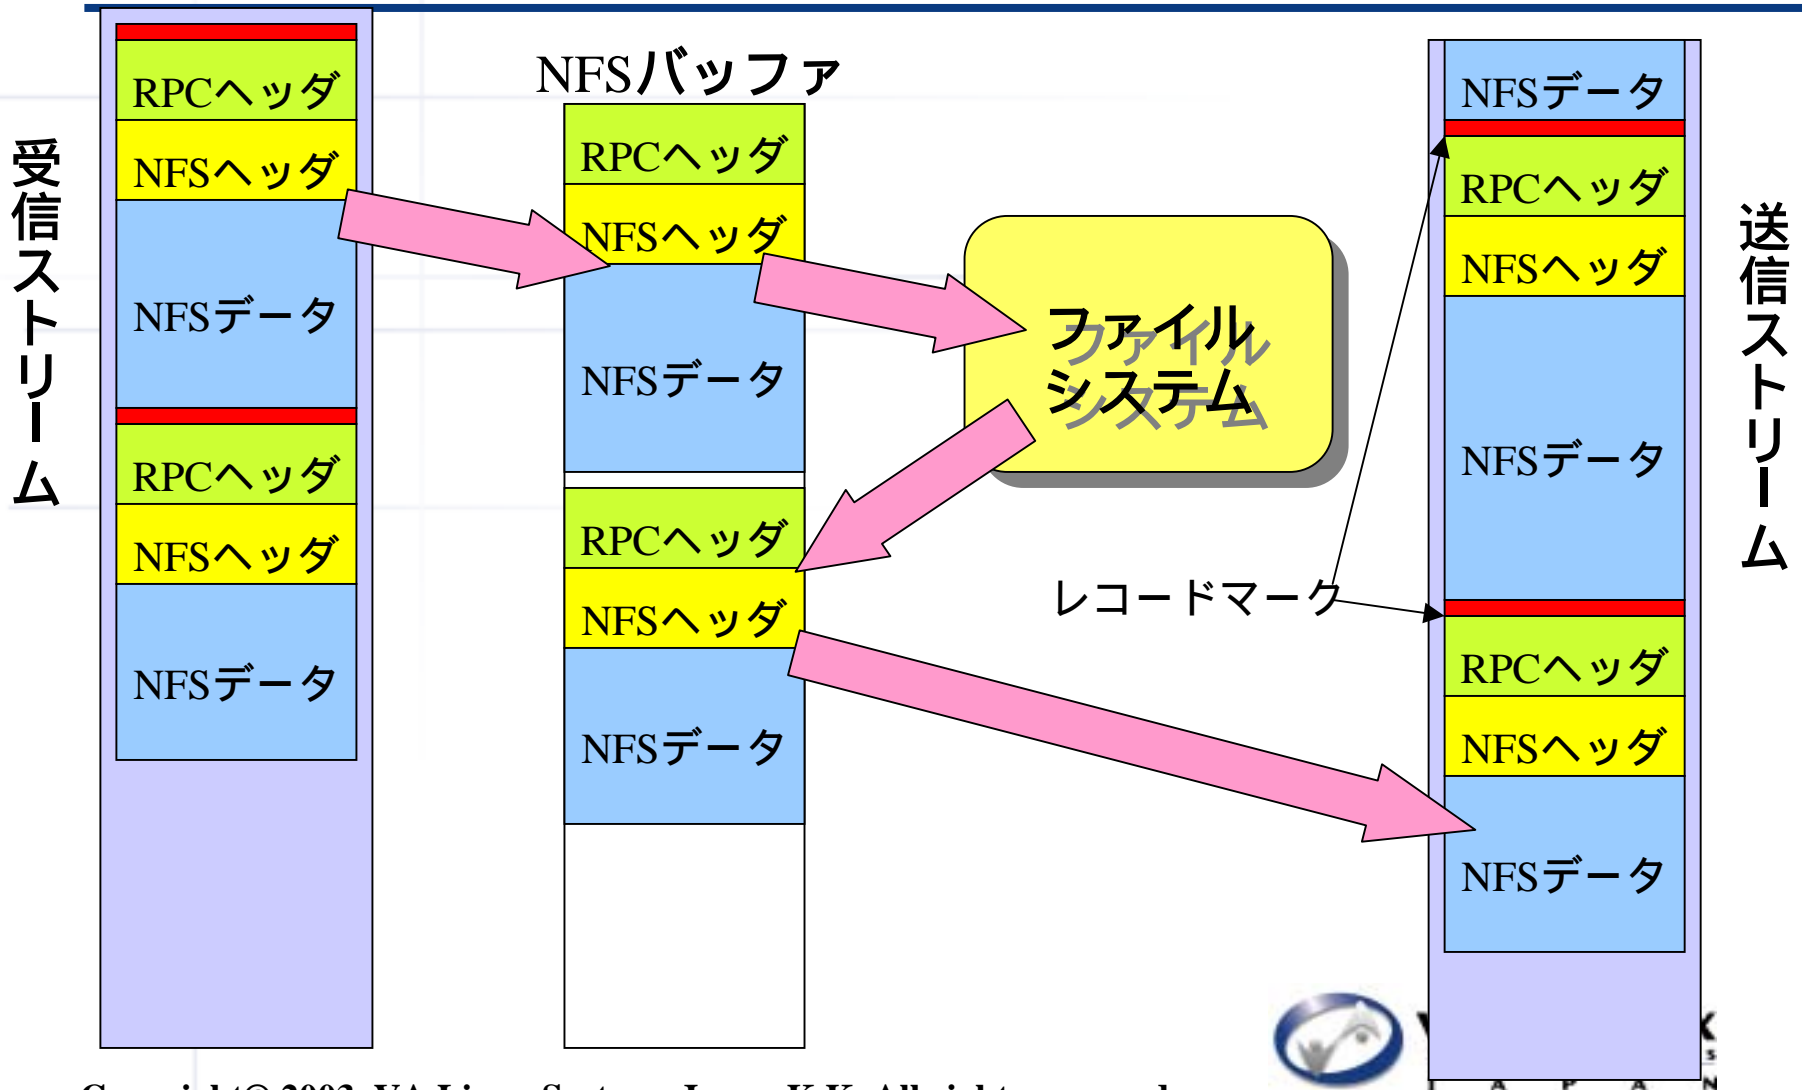 受信ストリーム
RPCヘッダ
NFSヘッダ
NFSデータ
RPCヘッダ
NFSヘッダ
NFSデータ
NFSバッファ
RPCヘッダ
NFSヘッダ
NFSデータ
RPCヘッダ
NFSヘッダ
NFSデータ
ファイル
システム
レコードマーク
NFSデータ
RPCヘッダ
NFSヘッダ
NFSデータ
RPCヘッダ
NFSヘッダ
NFSデータ
送信ストリーム